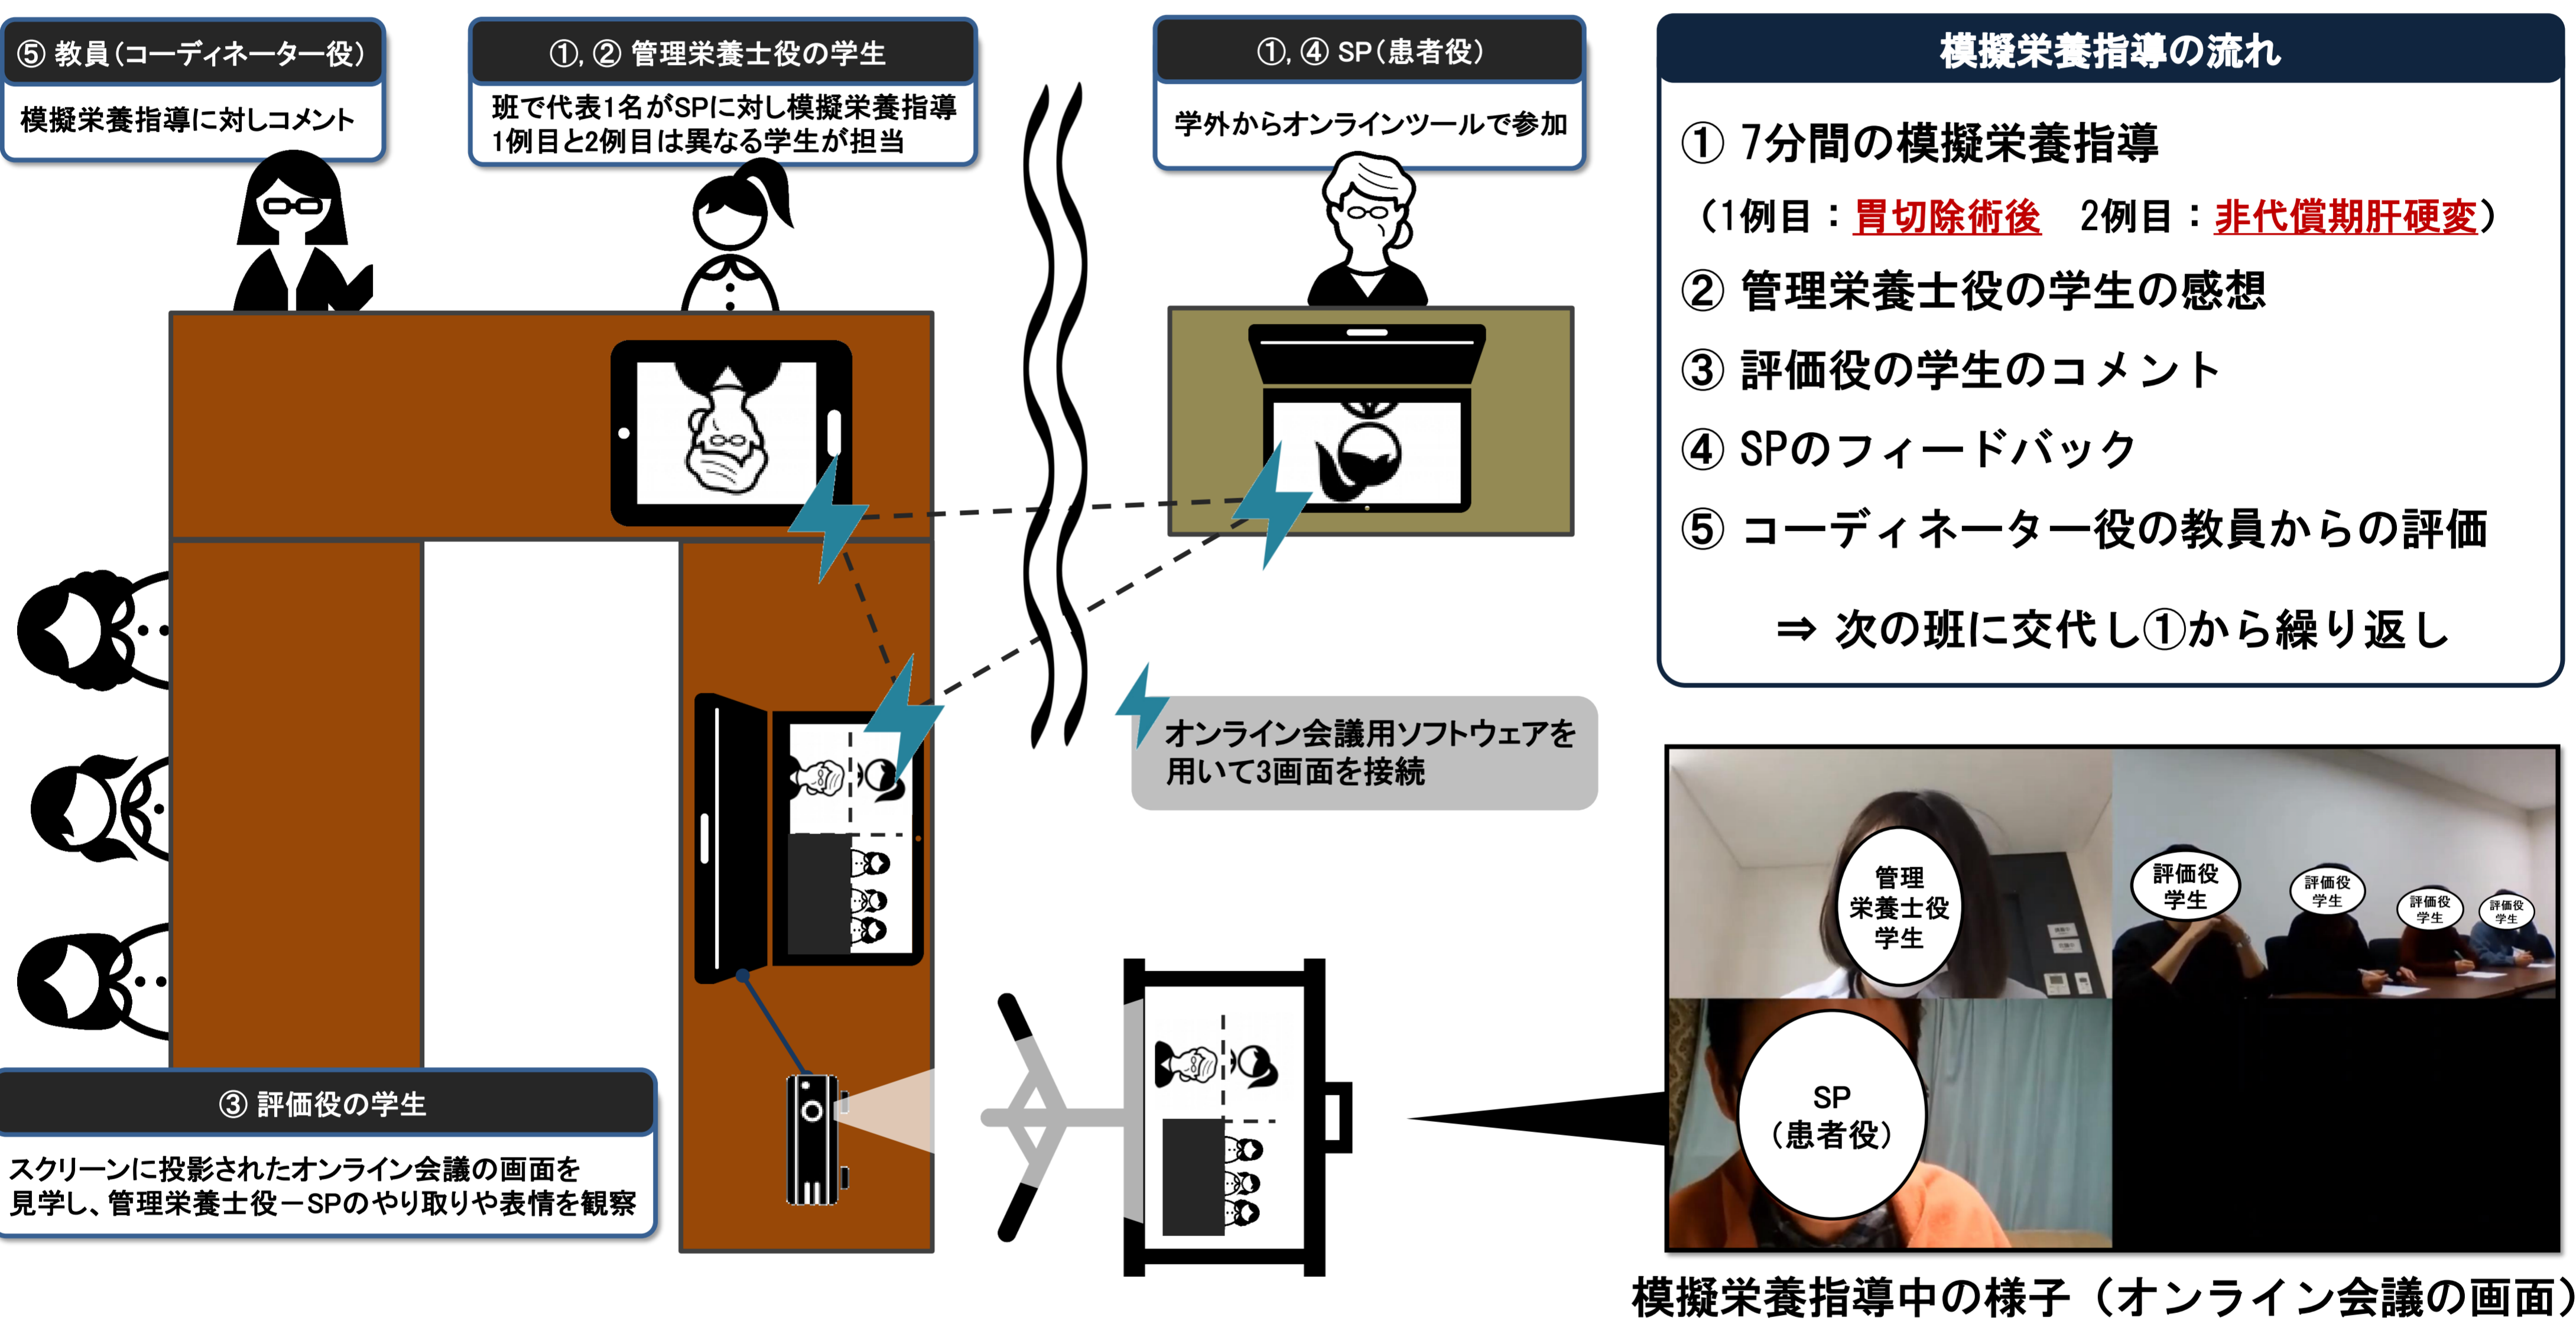 ⑤ 教員（コーディネーター役）
模擬栄養指導に対しコメント
①, ② 管理栄養士役の学生
班で代表1名がSPに対し模擬栄養指導
1例目と2例目は異なる学生が担当
①, ④ SP（患者役）
学外からオンラインツールで参加
模擬栄養指導の流れ
① 7分間の模擬栄養指導
（1例目：胃切除術後　2例目：非代償期肝硬変）
② 管理栄養士役の学生の感想
③ 評価役の学生のコメント
④ SPのフィードバック
⑤ コーディネーター役の教員からの評価
⇒ 次の班に交代し①から繰り返し
オンライン会議用ソフトウェアを
用いて3画面を接続
③ 評価役の学生
スクリーンに投影されたオンライン会議の画面を
見学し、管理栄養士役－SPのやり取りや表情を観察
管理
栄養士役
学生
評価役
学生
評価役
学生
評価役
学生
評価役
学生
SP
（患者役）
模擬栄養指導中の様子（オンライン会議の画面）